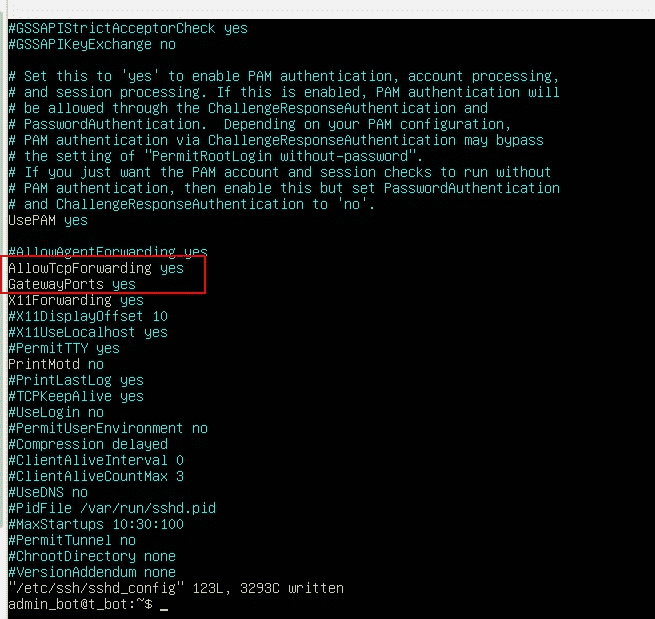 #GSSAPIStrictAcceptorCheck yes
#GSSAPIKeyExchange no
# Set this to 'yes' to enable PAM authentication, account processing,
# and session processing. If this is enabled, PAM authentication will
# be allowed through the ChallengeResponseAuthentication and
# PasswordAuthentication.  Depending on your PAM configuration,
# PAM authentication via ChallengeResponseAuthentication may bypass
# the setting of "PermitRootLogin without-password".
# If you just want the PAM account and session checks to run without
# PAM authentication, then enable this but set PasswordAuthentication
# and ChallengeResponseAuthentication to 'no'.
UsePAM yes
#AllowAgentForwarding yes
AllowTcpForwarding yes
GatewayPorts yes
X11Forwarding yes
#X11DisplayOffset 10
#X11UseLocalhost yes
#PermitTTY yes
PrintMotd no
#PrintLastLog yes
#TCPKeepAlive yes
#UseLogin no
#PermitUserEnvironment no
#Compression delayed
#ClientAliveInterval 0
#ClientAliveCountMax 3
#UseDNS no
#PidFile /var/run/sshd.pid
#MaxStartups 10:30:100
#PermitTunnel no
#ChrootDirectory none
#VersionAddendum none
"/etc/ssh/sshd_config" 123L, 3293C written
admin_bot@t_bot:~$ _